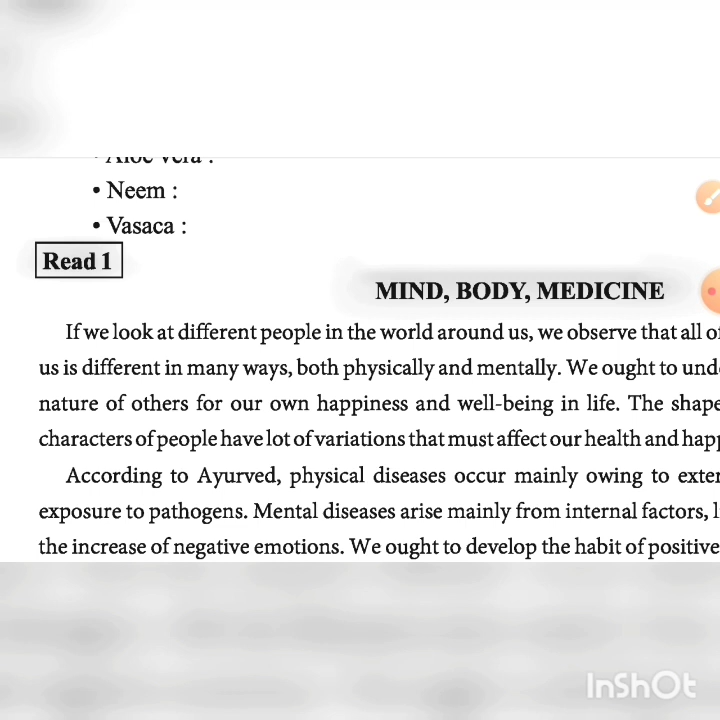 • Aloe vera :
• Neem :
• Vasaca :
Read 1
MIND, BODY, MEDICINE
If we look at different people in the world around us, we observe that all
us is different in many ways, both physically and mentally. We ought to
nature of others for our own happiness and well-being in life. The
characters of people have lot of variations that must affect our health and
According to Ayurved, physical diseases occur mainly owing to
exposure to pathogens. Mental diseases arise mainly from internal factors,
the increase of negative emotions. We ought to develop the habit of positive
InShOt